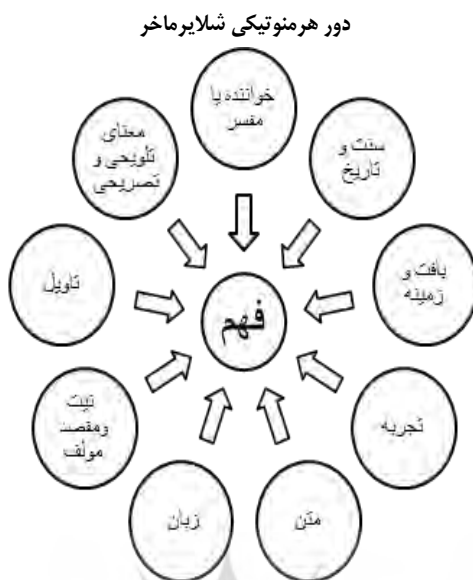 دور هرمنوتیکی شلایرماخر
خواننده یا
مفسر
سنت و
تاریخ
بافت و
زمینه
تجربه
متن
زبان
نیت
ومقصد
مولف
تاویل
معنای
تلویحی و
تصریحی
فهم